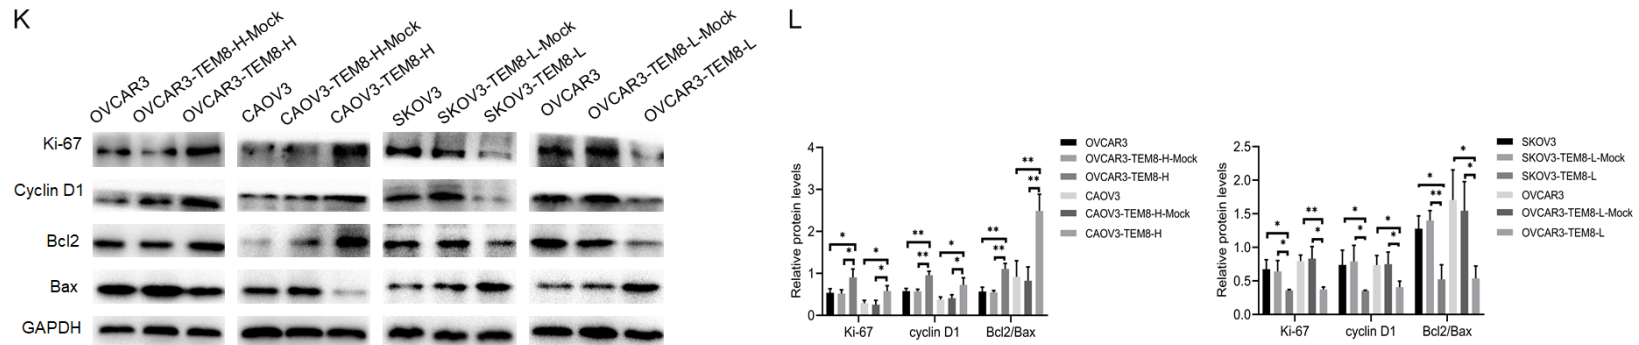 K
OVCAR3
OVCAR3-TEM8-H-Mock
OVCAR3-TEM8-H
CAOV3
CAOV3-TEM8-H-Mock
CAOV3-TEM8-H
SKOV3
SKOV3-TEM8-L-Mock
SKOV3-TEM8-L
OVCAR3
OVCAR3-TEM8-L-Mock
OVCAR3-TEM8-L
Ki-67
Cyclin D1
Bcl2
Bax
GAPDH
L
Relative protein levels
4
3
2
1
0
** 
**
* 
*
*
*
**
**
*
*
**
**
Ki-67 cyclin D1 Bcl2/Bax
OVCAR3
OVCAR3-TEM8-H-Mock
OVCAR3-TEM8-H
CAOV3
CAOV3-TEM8-H-Mock
CAOV3-TEM8-H
Relative protein levels
2.5
2.0
1.5
1.0
0.5
0.0
*
*
**
*
*
*
*
*
*
**
*
*
Ki-67 cyclin D1 Bcl2/Bax
SKOV3
SKOV3-TEM8-L-Mock
SKOV3-TEM8-L
OVCAR3
OVCAR3-TEM8-L-Mock
OVCAR3-TEM8-L